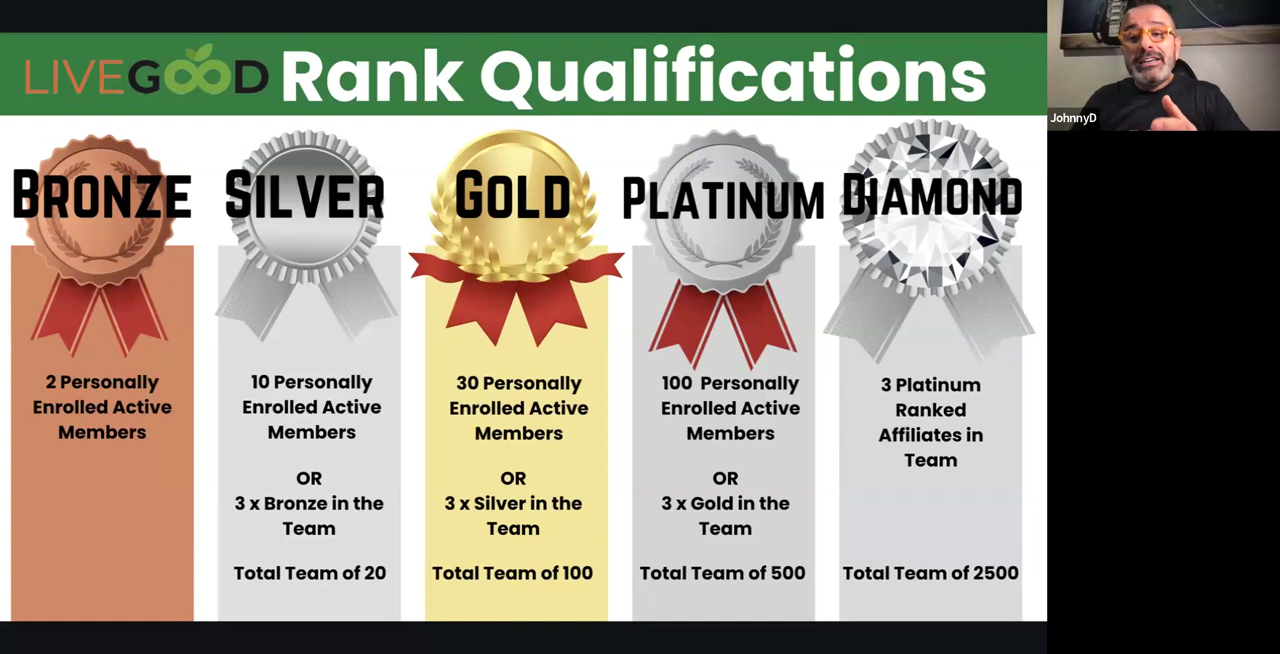 LIVEGOOD Rank Qualifications
JohnnyD
BRONZE
2 Personally
Enrolled Active
Members
SILVER
10 Personally
Enrolled Active
Members
OR
3 x Bronze in the
Team
Total Team of 20
GOLD
30 Personally
Enrolled Active
Members
OR
3 x Silver in the
Team
Total Team of 100
PLATINUM
100 Personally
Enrolled Active
Members
OR
3 x Gold in the
Team
Total Team of 500
DIAMOND
3 Platinum
Ranked
Affiliates in
Team
Total Team of 2500